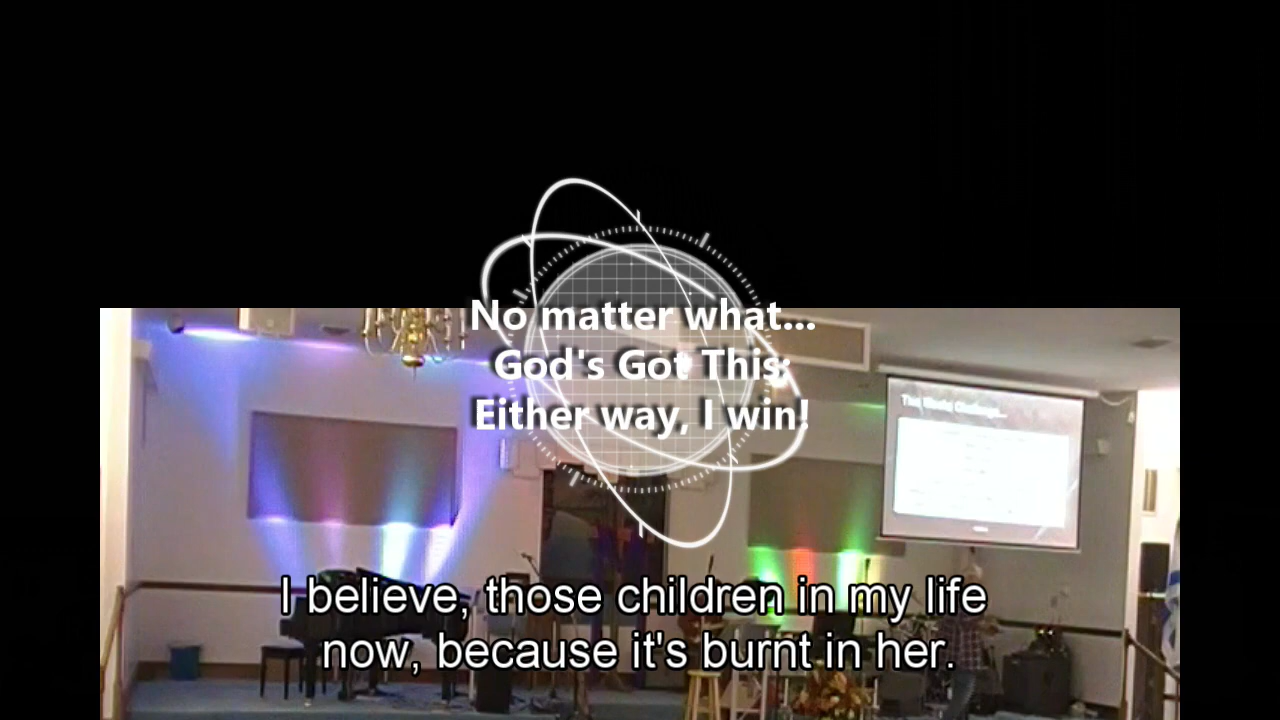 No matter what...
God's Got This;
Either way, I win!
I believe, those children in my life
now, because it's burnt in her.